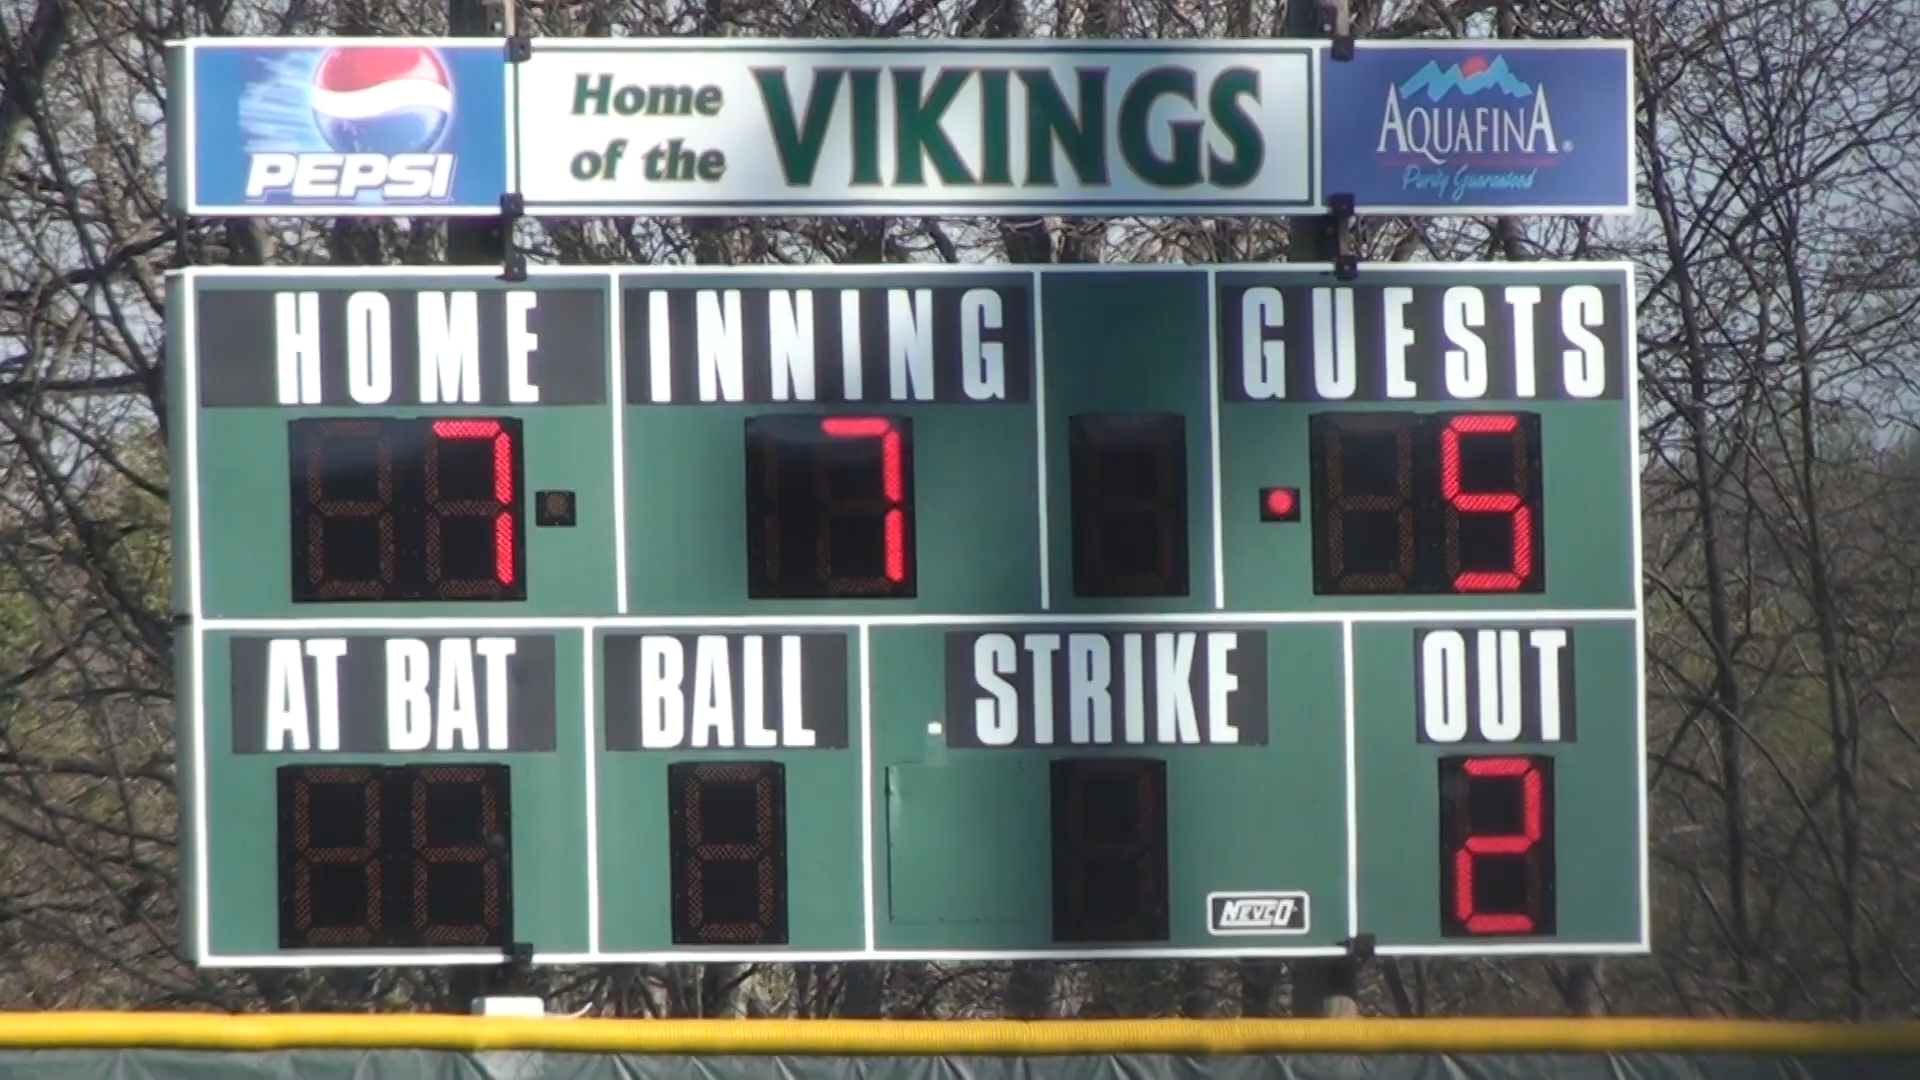 PEPSI
Home of the VIKINGS
AQUAFINA®
Purity Guaranteed
HOME INNING GUESTS
7 7 5
AT BAT BALL STRIKE OUT
2
NEVCO